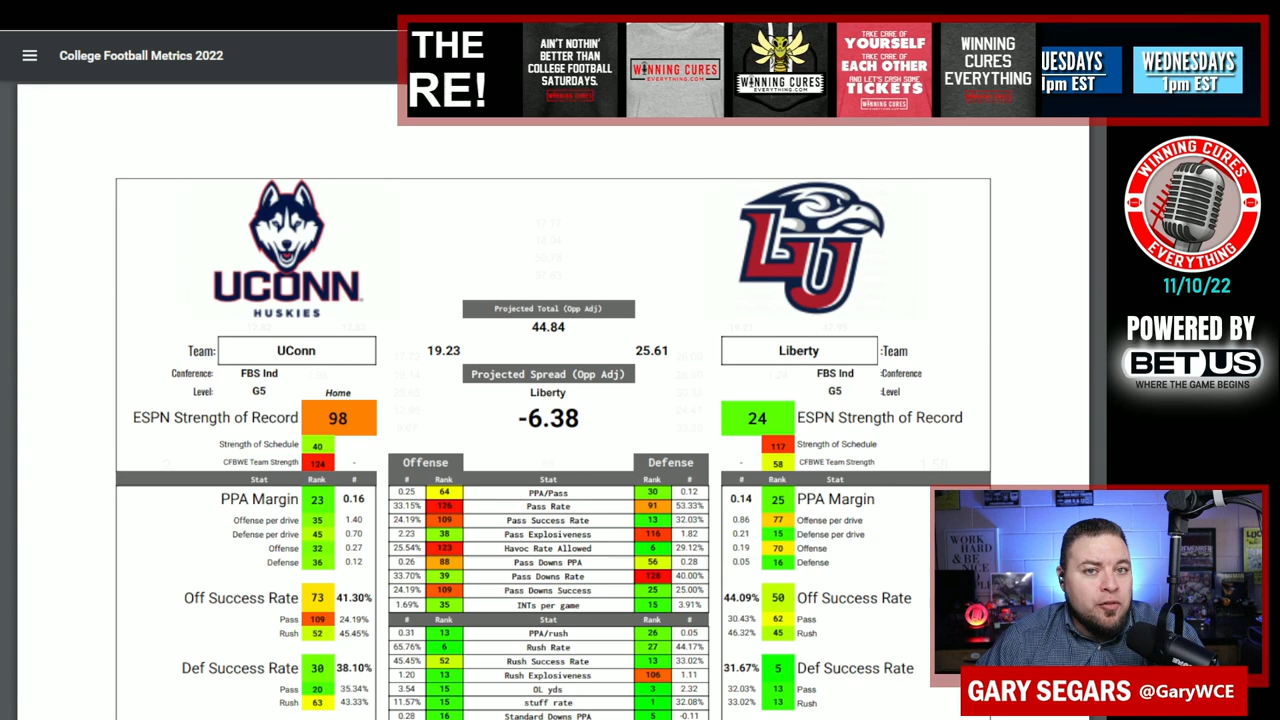 College Football Metrics 2022
THE
RE!
AIN'T NOTHIN'
BETTER THAN
COLLEGE FOOTBALL
SATURDAYS.
WINNING CURES
EVERYTHING.COM
WINNING CURES
EVERYTHING.COM
TAKE CARE OF
YOURSELF
TAKE CARE OF
EACH OTHER
AND LET'S CASH SOME
TICKETS
WINNING CURES
WINNING
CURES
EVERYTHING
UESDAYS
1pm EST
WEDNESDAYS
1pm EST
WINNING CURES
EVERYTHING
11/10/22
POWERED BY
BETUS
WHERE THE GAME BEGINS
UCONN
HUSKIES
LU
Projected Total (Opp Adj)
44.84
Team: UConn 19.23 25.61 Liberty :Team
Conference: FBS Ind Projected Spread (Opp Adj) FBS Ind :Conference
Level: G5 Home Liberty G5 :Level
ESPN Strength of Record 98 -6.38 24 ESPN Strength of Record
Strength of Schedule 40 117 Strength of Schedule
CFBWE Team Strength 124 - Offense Defense - 58 CFBWE Team Strength
Stat Rank # # Rank Stat Rank # # Rank Stat
PPA Margin 23 0.16 0.14 25 PPA Margin
Offense per drive 35 1.40 0.86 77 Offense per drive
Defense per drive 45 0.70 0.21 15 Defense per drive
Offense 32 0.27 0.19 70 Offense
Defense 36 0.12 0.05 16 Defense
Off Success Rate 73 41.30% 44.09% 50 Off Success Rate
Pass 109 24.19% 30.43% 62 Pass
Rush 52 45.45% 46.32% 45 Rush
Def Success Rate 30 38.10% 31.67% 5 Def Success Rate
Pass 20 35.34% 32.03% 13 Pass
Rush 63 43.33% 33.02% 13 Rush
0.25 64 PPA/Pass 30 0.12
33.15% 126 Pass Rate 91 53.33%
24.19% 109 Pass Success Rate 13 32.03%
2.23 38 Pass Explosiveness 116 1.82
25.54% 123 Havoc Rate Allowed 6 29.12%
0.26 88 Pass Downs PPA 56 0.28
33.70% 39 Pass Downs Rate 126 40.00%
24.19% 109 Pass Downs Success 25 25.00%
1.69% 35 INTs per game 15 3.91%
# Rank Stat Rank #
0.31 13 PPA/rush 26 0.05
65.76% 6 Rush Rate 27 44.17%
45.45% 52 Rush Success Rate 13 33.02%
1.20 13 Rush Explosiveness 106 1.11
3.54 15 OL yds 3 2.32
11.57% 15 stuff rate 1 32.08%
0.28 16 Standard Downs PPA 5 -0.11
WORK
HARD &
BE NICE
GARY SEGARS @GaryWCE